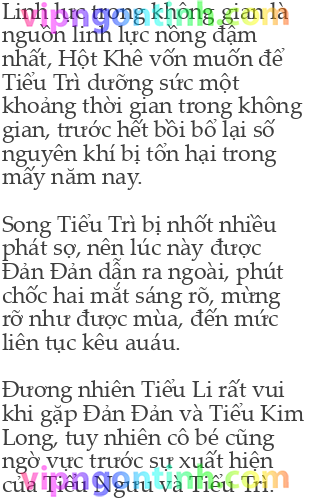 Linh lực trong không gian là
vipngontinh.com
nguồn linh lực nồng đậm
nhất, Hột Khê vốn muốn để
Tiểu Trì dưỡng sức một
khoảng thời gian trong không
gian, trước hết bồi bổ lại số
nguyên khí bị tổn hại trong
mấy năm nay.
Song Tiểu Trì bị nhốt nhiều
phát sợ, nên lúc này được
Đản Đản dẫn ra ngoài, phút
chốc hai mắt sáng rõ, mừng
rỡ như được mùa, đến mức
liên tục kêu auáu.
Đương nhiên Tiểu Li rất vui
khi gặp Đản Đản và Tiểu Kim
Long, tuy nhiên cô bé cũng
ngờ vực trước sự xuất hiện
của Tiểu Ngưu và Tiểu Trì.
vipngontinh.com